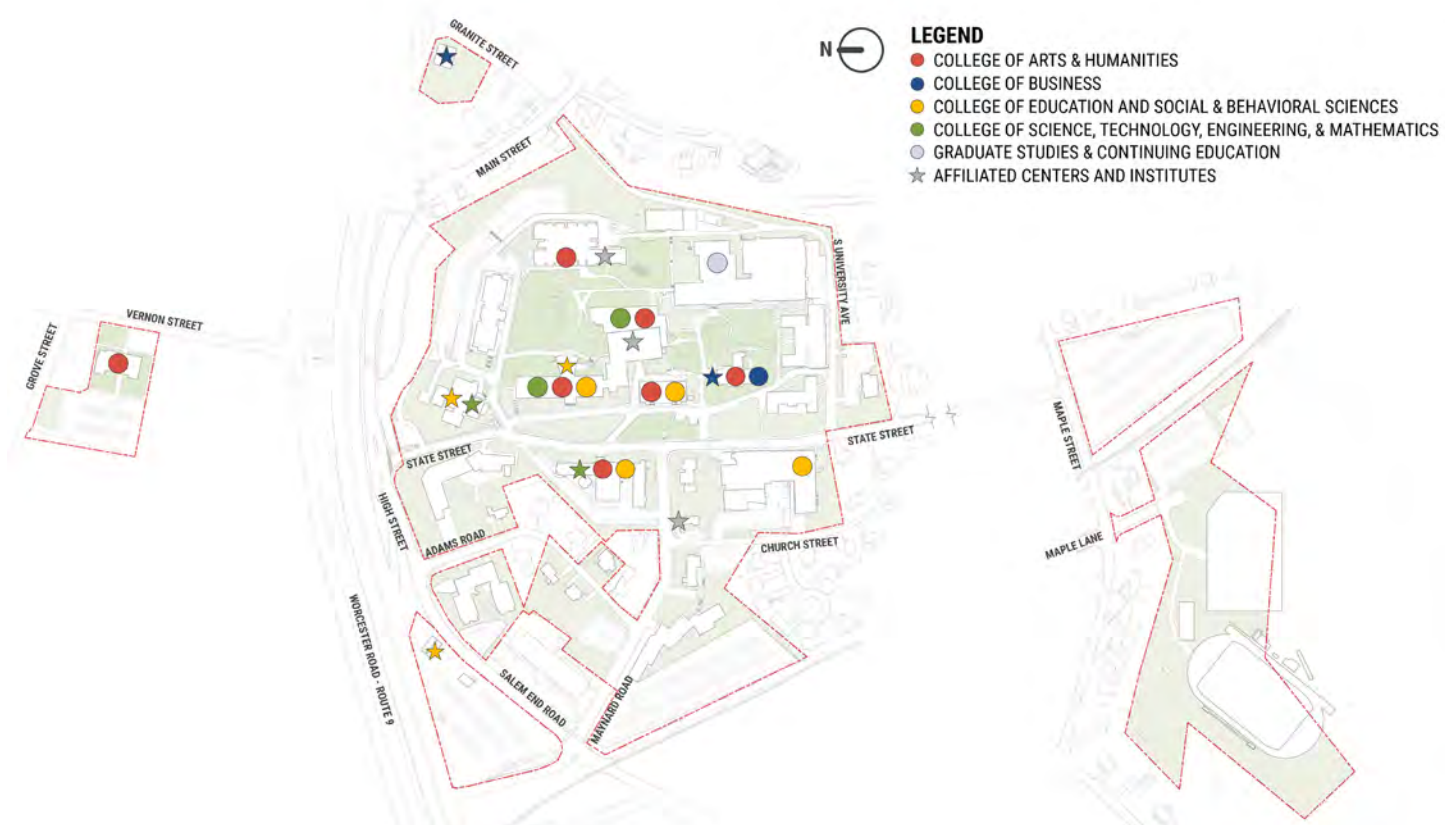 GRANITE STREET
N
LEGEND
COLLEGE OF ARTS & HUMANITIES
COLLEGE OF BUSINESS
COLLEGE OF EDUCATION AND SOCIAL & BEHAVIORAL SCIENCES
COLLEGE OF SCIENCE, TECHNOLOGY, ENGINEERING, & MATHEMATICS
GRADUATE STUDIES & CONTINUING EDUCATION
AFFILIATED CENTERS AND INSTITUTES
MAIN STREET
S UNIVERSITY AVE
VERNON STREET
GROVE STREET
STATE STREET
STATE STREET
MAPLE STREET
HIGH STREET
ADAMS ROAD
CHURCH STREET
MAPLE LANE
WORCESTER ROAD - ROUTE 9
SALEM END ROAD
MAYNARD ROAD